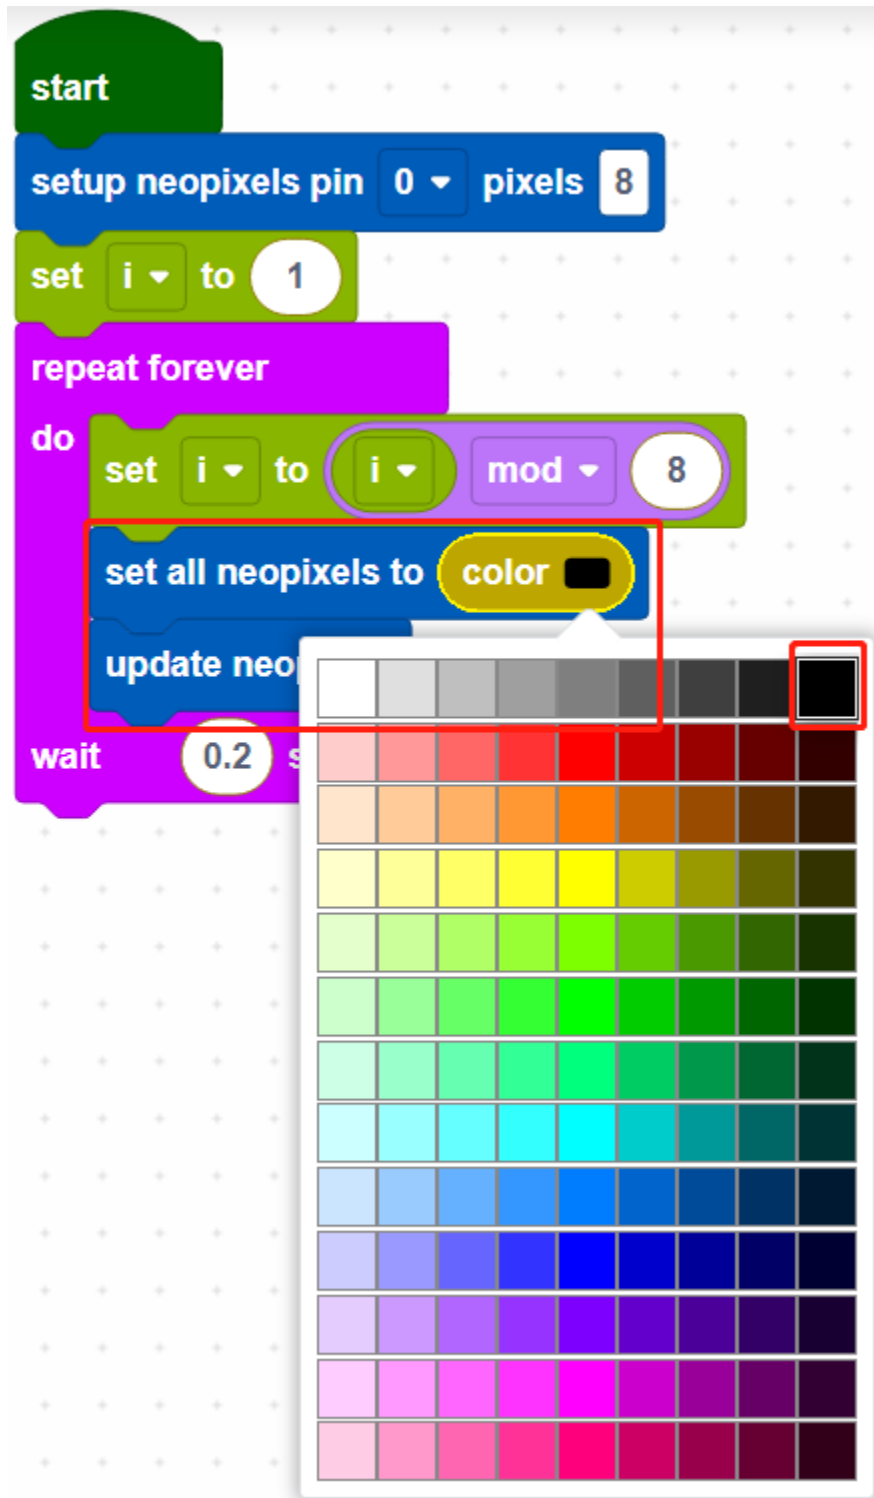 start
setup neopixels pin 0 pixels 8
set i to 1
repeat forever
do
set i to i mod 8
set all neopixels to color
update
wait 0.2